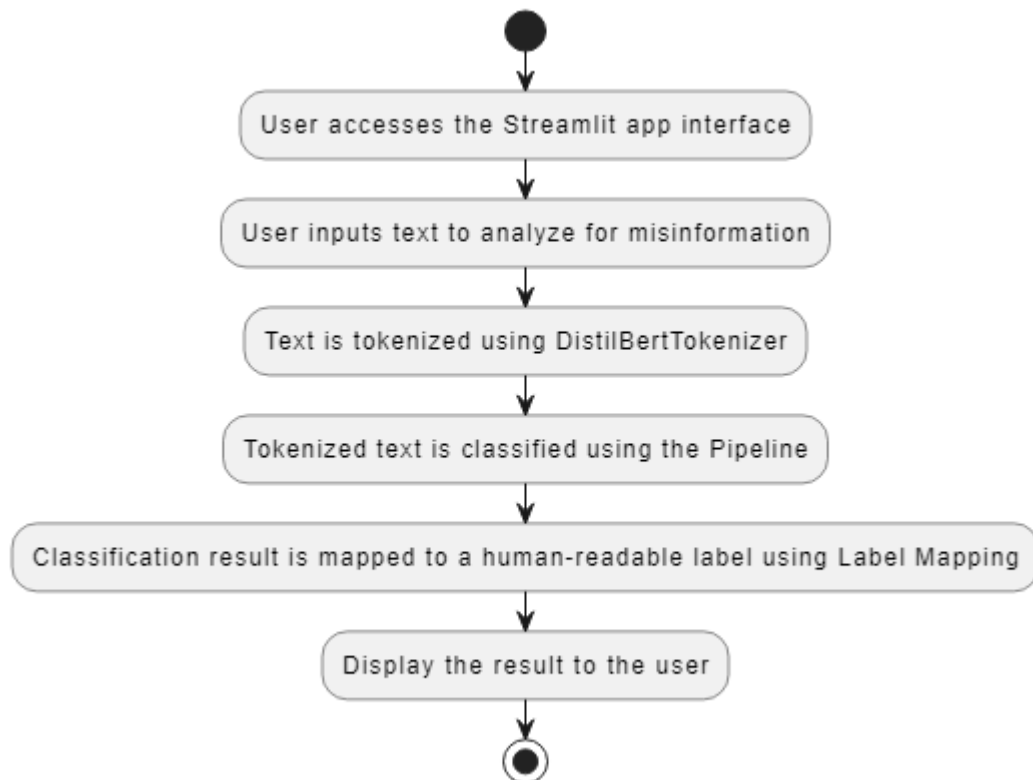 User accesses the Streamlit app interface
User inputs text to analyze for misinformation
Text is tokenized using DistilBertTokenizer
Tokenized text is classified using the Pipeline
Classification result is mapped to a human-readable label using Label Mapping
Display the result to the user